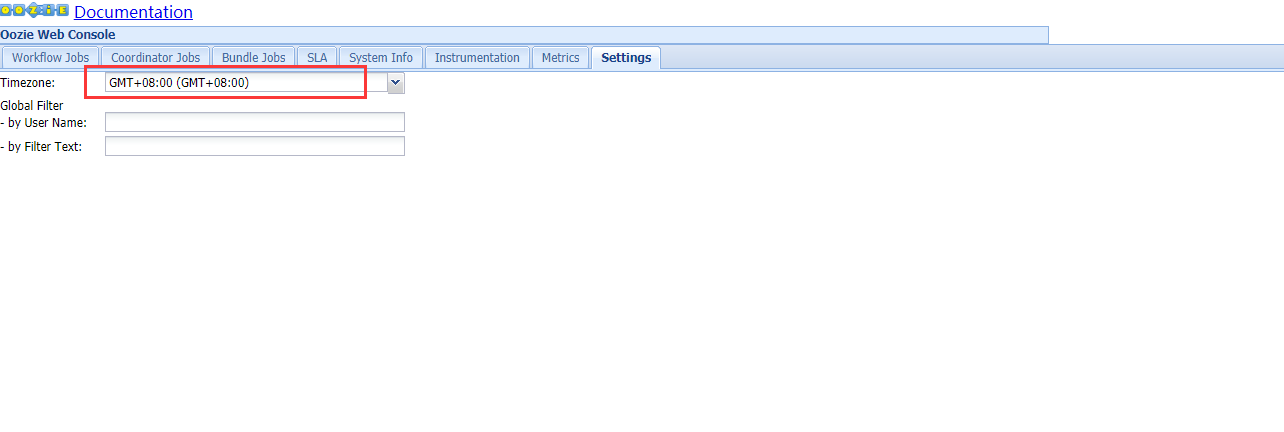 OOZIE Documentation
Oozie Web Console
Workflow Jobs Coordinator Jobs Bundle Jobs SLA System Info Instrumentation Metrics Settings
Timezone: GMT+08:00 (GMT+08:00)
Global Filter
- by User Name:
- by Filter Text: